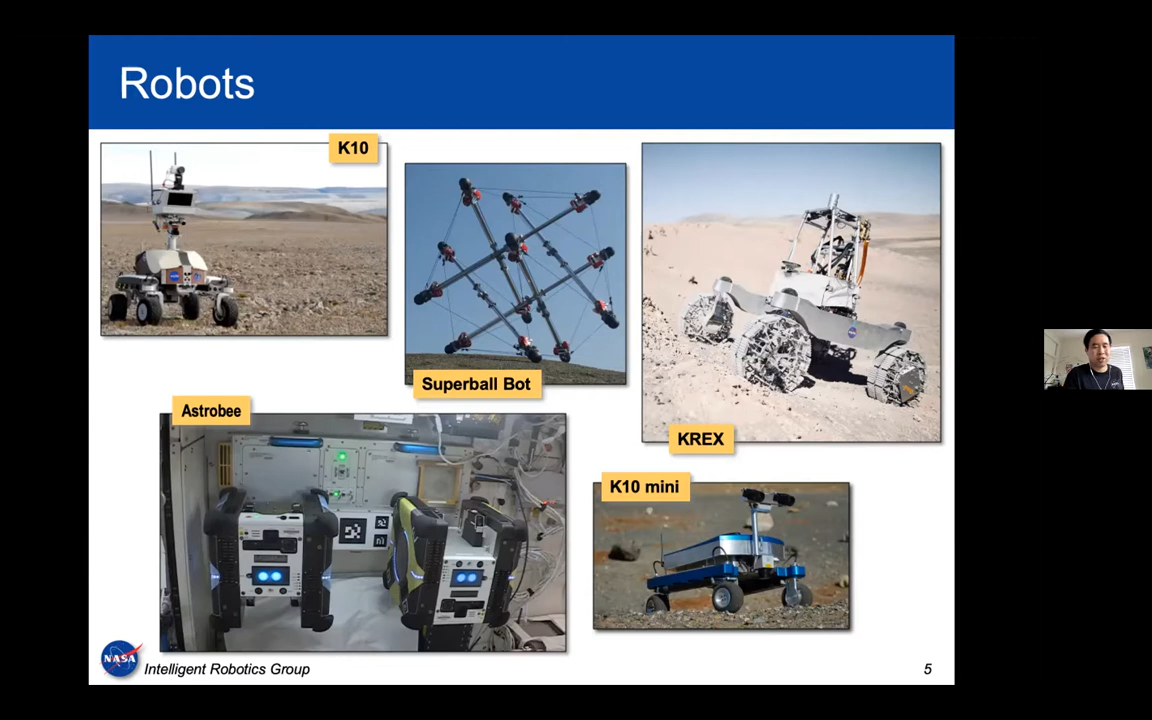 Robots
K10
Superball Bot
KREX
Astrobee
K10 mini
NASA
Intelligent Robotics Group
5